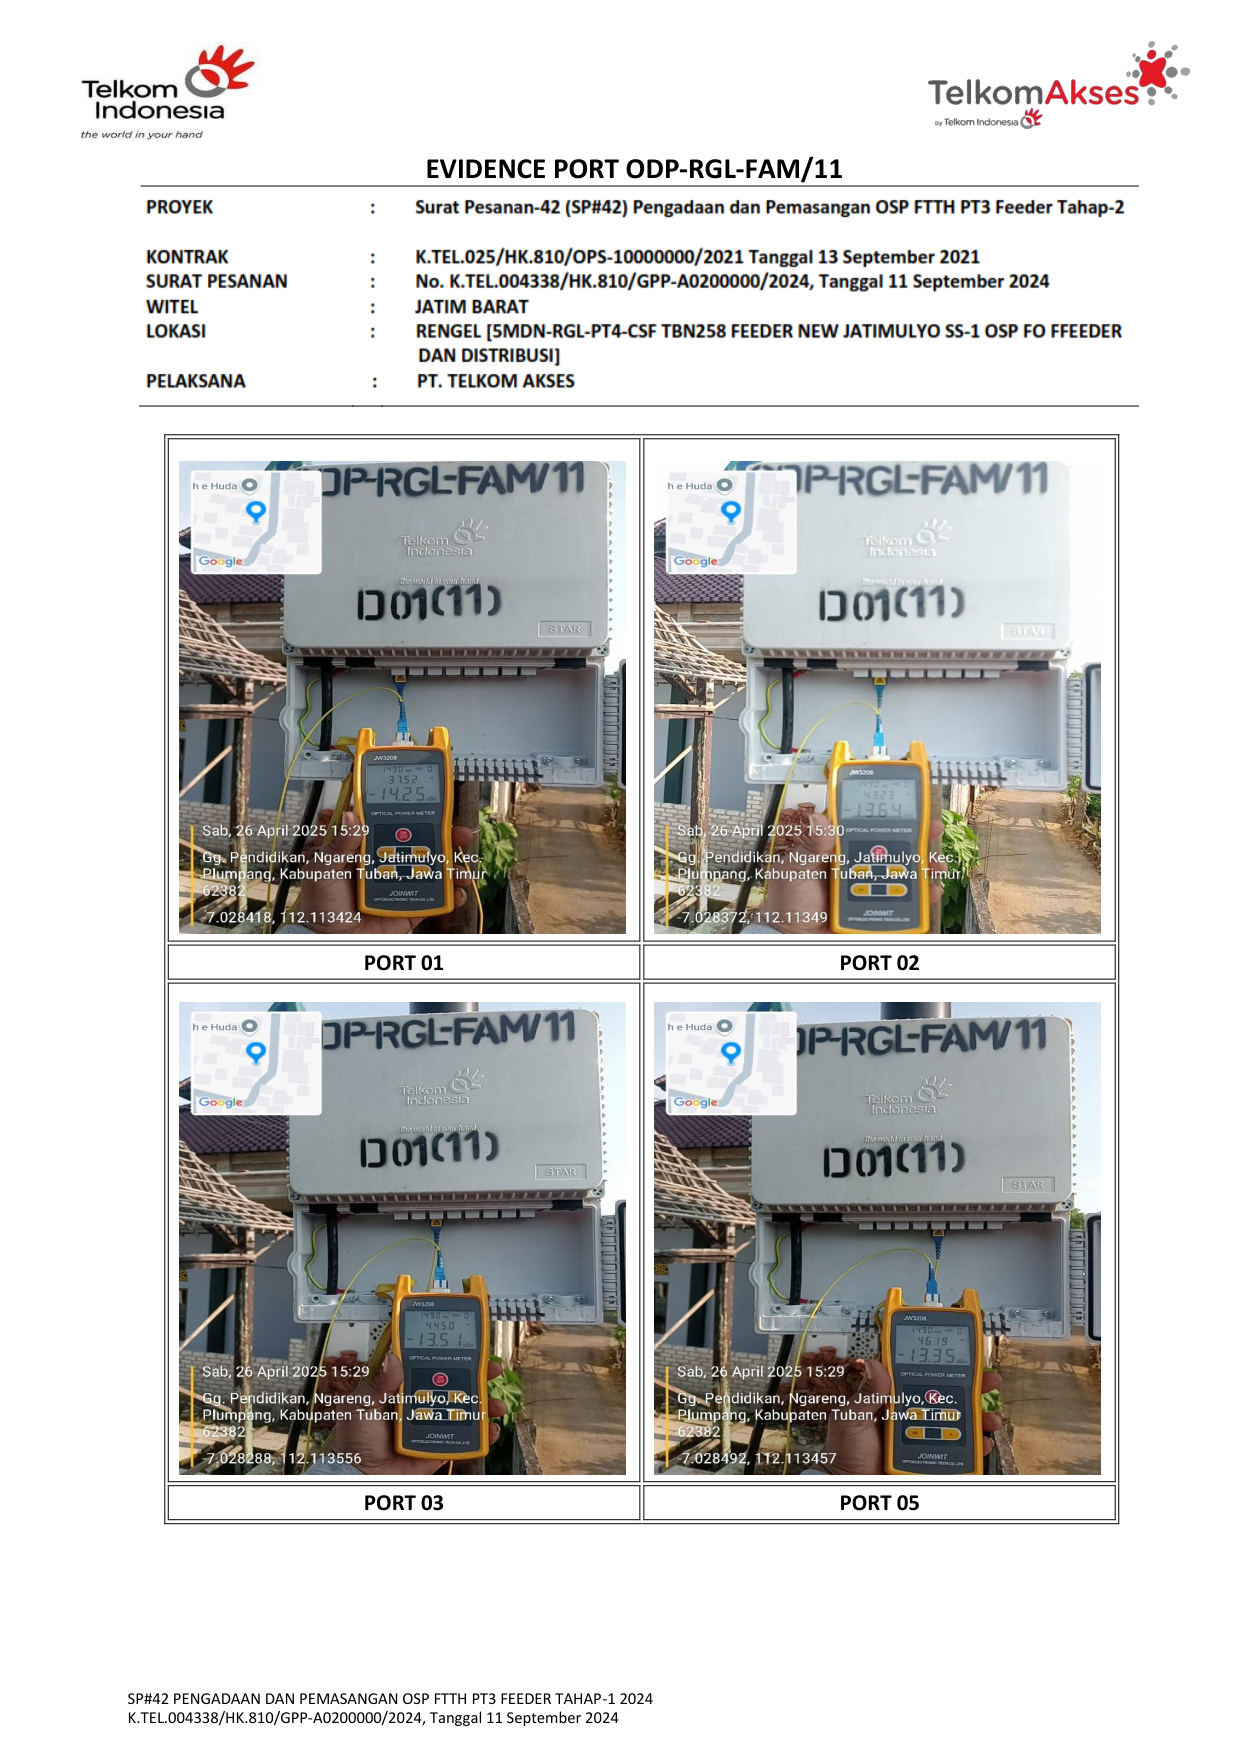 Telkom
Indonesia
the world in your hand
TelkomAkses
by Telkom Indonesia
EVIDENCE PORT ODP-RGL-FAM/11
PROYEK : Surat Pesanan-42 (SP#42) Pengadaan dan Pemasangan OSP FTTH PT3 Feeder Tahap-2
KONTRAK : K.TEL.025/HK.810/OPS-10000000/2021 Tanggal 13 September 2021
SURAT PESANAN : No. K.TEL.004338/HK.810/GPP-A0200000/2024, Tanggal 11 September 2024
WITEL : JATIM BARAT
LOKASI : RENGEL [5MDN-RGL-PT4-CSF TBN258 FEEDER NEW JATIMULYO SS-1 OSP FO FFEEDER
DAN DISTRIBUSI]
PELAKSANA : PT. TELKOM AKSES
h e Huda
Google
DP-RGL-FAM/11
Telkom
Indonesia
the world in your hand
D01(11)
STAR
JW3208
1490
37.52
-14.25
OPTICAL POWER METER
Sab, 26 April 2025 15:29
Gg. Pendidikan, Ngareng, Jatimulyo, Kec.
Plumpang, Kabupaten Tuban, Jawa Timur
62382
JOINWIT
-7.028418, 112.113424
h e Huda
Google
DP-RGL-FAM/11
Telkom
Indonesia
the world in your hand
D01(11)
STAR
JW3208
1490
43.23
-13.64
OPTICAL POWER METER
Sab, 26 April 2025 15:30
Gg. Pendidikan, Ngareng, Jatimulyo, Kec.
Plumpang, Kabupaten Tuban, Jawa Timur
62382
JOINWIT
-7.028372, 112.11349
PORT 01
PORT 02
h e Huda
Google
DP-RGL-FAM/11
Telkom
Indonesia
the world in your hand
D01(11)
STAR
JW3208
1490
44.50
-13.51
OPTICAL POWER METER
Sab, 26 April 2025 15:29
Gg. Pendidikan, Ngareng, Jatimulyo, Kec.
Plumpang, Kabupaten Tuban, Jawa Timur
62382
JOINWIT
-7.028288, 112.113556
h e Huda
Google
DP-RGL-FAM/11
Telkom
Indonesia
the world in your hand
D01(11)
STAR
JW3208
1490
46.19
-13.35
OPTICAL POWER METER
Sab, 26 April 2025 15:29
Gg. Pendidikan, Ngareng, Jatimulyo, Kec.
Plumpang, Kabupaten Tuban, Jawa Timur
62382
JOINWIT
-7.028492, 112.113457
PORT 03
PORT 05
SP#42 PENGADAAN DAN PEMASANGAN OSP FTTH PT3 FEEDER TAHAP-1 2024
K.TEL.004338/HK.810/GPP-A0200000/2024, Tanggal 11 September 2024